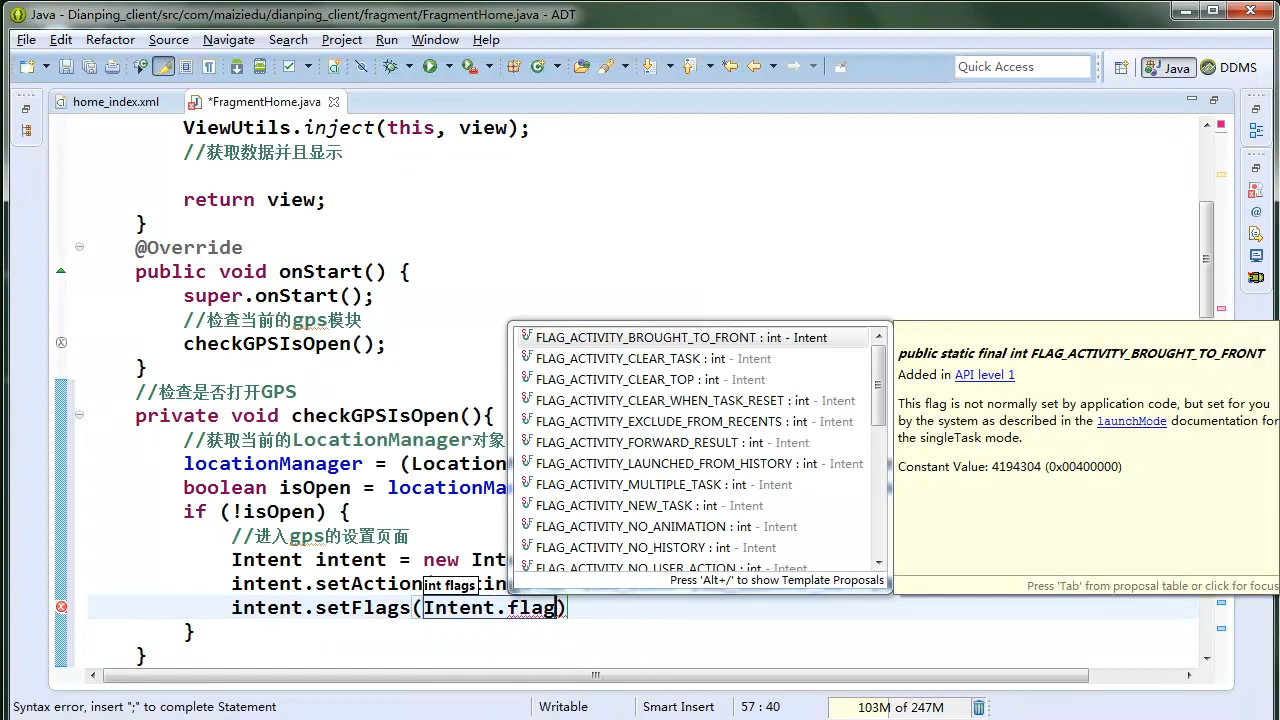 Java - Dianping_client/src/com/maiziedu/dianping_client/fragment/FragmentHome.java - ADT
File Edit Refactor Source Navigate Search Project Run Window Help
Quick Access
Java
DDMS
home_index.xml
*FragmentHome.java
ViewUtils.inject(this, view);
//获取数据并且显示
return view;
}
@Override
public void onStart() {
super.onStart();
//检查当前的gps模块
checkGPSIsOpen();
}
//检查是否打开GPS
private void checkGPSIsOpen(){
//获取当前的LocationManager对象
locationManager = (Location
boolean isOpen = locationMa
if (!isOpen) {
//进入gps的设置页面
Intent intent = new Int
intent.setAction
int flags
intent.setFlags(Intent.flag)
}
}
FLAG_ACTIVITY_BROUGHT_TO_FRONT : int - Intent
FLAG_ACTIVITY_CLEAR_TASK : int - Intent
FLAG_ACTIVITY_CLEAR_TOP : int - Intent
FLAG_ACTIVITY_CLEAR_WHEN_TASK_RESET : int - Intent
FLAG_ACTIVITY_EXCLUDE_FROM_RECENTS : int - Intent
FLAG_ACTIVITY_FORWARD_RESULT : int - Intent
FLAG_ACTIVITY_LAUNCHED_FROM_HISTORY : int - Intent
FLAG_ACTIVITY_MULTIPLE_TASK : int - Intent
FLAG_ACTIVITY_NEW_TASK : int - Intent
FLAG_ACTIVITY_NO_ANIMATION : int - Intent
FLAG_ACTIVITY_NO_HISTORY : int - Intent
FLAG_ACTIVITY_NO_USER_ACTION : int - Intent
Press 'Alt+/' to show Template Proposals
public static final int FLAG_ACTIVITY_BROUGHT_TO_FRONT
Added in API level 1
This flag is not normally set by application code, but set for you
by the system as described in the launchMode documentation for
the singleTask mode.
Constant Value: 4194304 (0x00400000)
Press 'Tab' from proposal table or click for focus
Syntax error, insert ";" to complete Statement
Writable
Smart Insert
57 : 40
103M of 247M